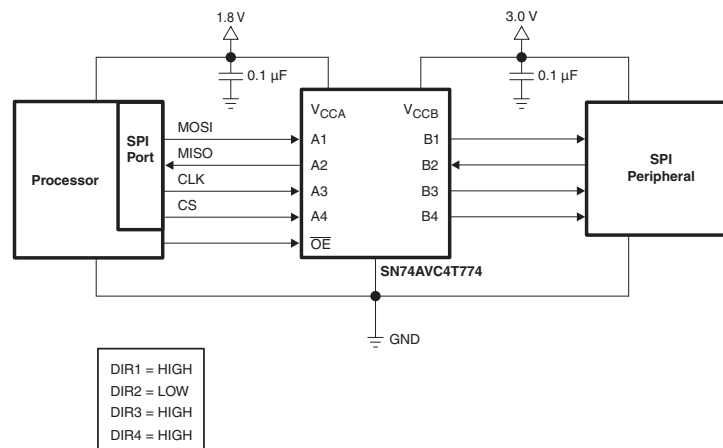 1.8 V
3.0 V
0.1 µF
0.1 µF
Processor
SPI
Port
MOSI
MISO
CLK
CS
VCCA
VCCB
A1
A2
A3
A4
OE
B1
B2
B3
B4
SPI
Peripheral
SN74AVC4T774
GND
DIR1 = HIGH
DIR2 = LOW
DIR3 = HIGH
DIR4 = HIGH